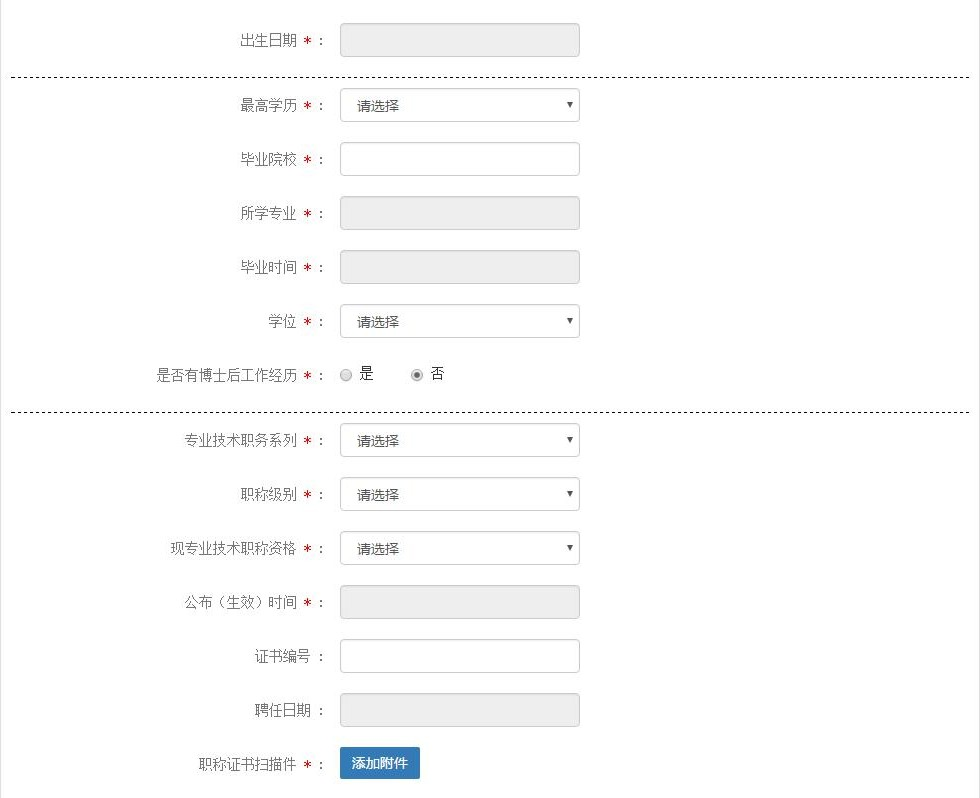 出生日期 * ：
最高学历 * ： 请选择
毕业院校 * ：
所学专业 * ：
毕业时间 * ：
学位 * ： 请选择
是否有博士后工作经历 * ： 是 否
专业技术职务系列 * ： 请选择
职称级别 * ： 请选择
现专业技术职称资格 * ： 请选择
公布（生效）时间 * ：
证书编号 ：
聘任日期 ：
职称证书扫描件 * ： 添加附件